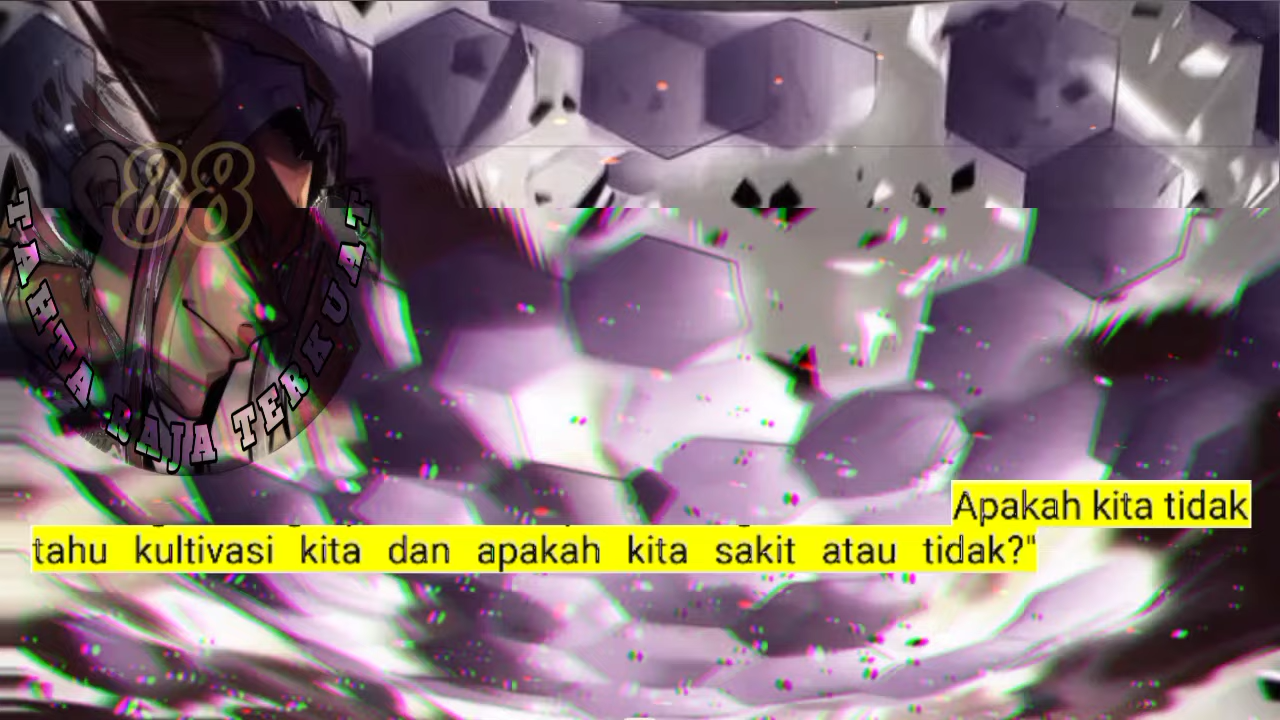 88
TAHTA RAJA TERKUAT
Apakah kita tidak
tahu kultivasi kita dan apakah kita sakit atau tidak?"